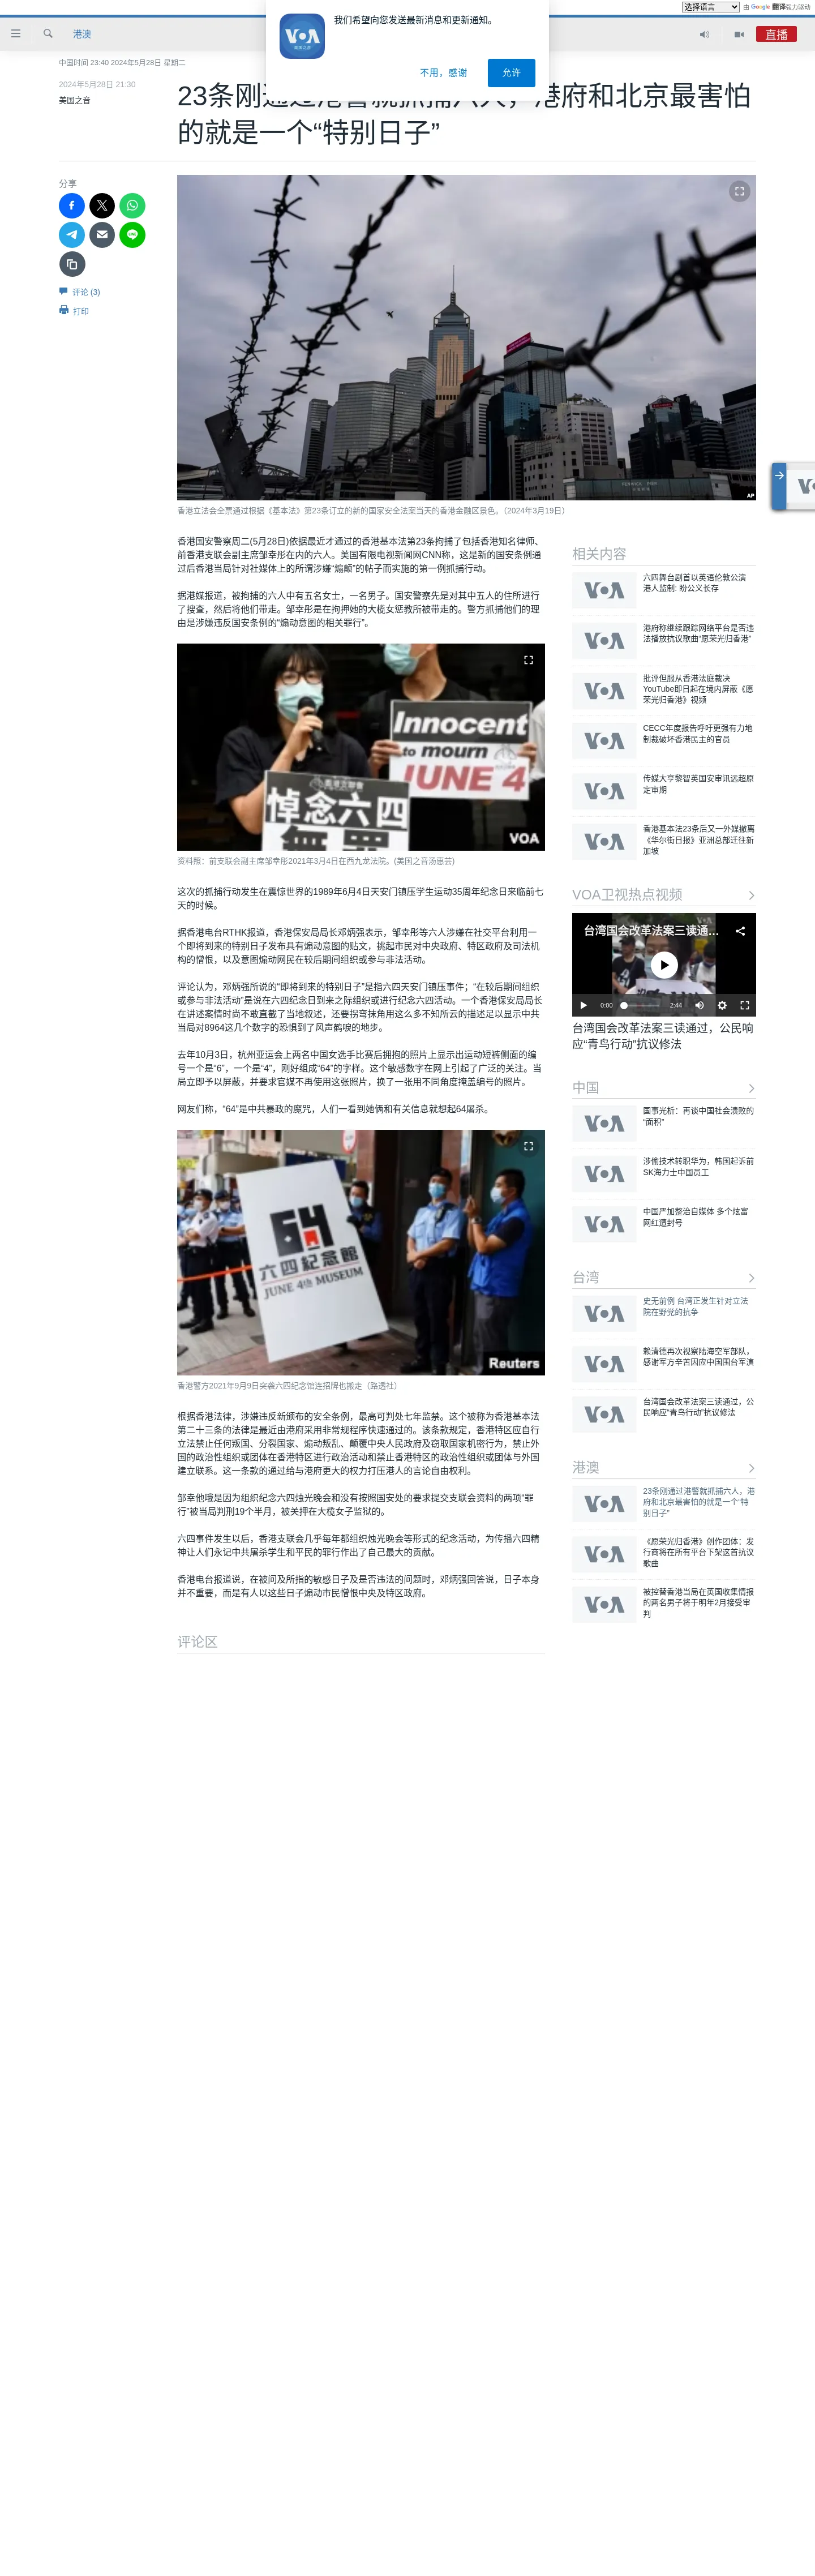 选择语言
由 Google 翻译强力驱动
我们希望向您发送最新消息和更新通知。
VOA
美国之音
不用，感谢
允许
港澳
直播
中国时间 23:40 2024年5月28日 星期二
2024年5月28日 21:30
美国之音
23条刚通过港警就抓捕六人，港府和北京最害怕
的就是一个“特别日子”
分享
评论 (3)
打印
AP
香港立法会全票通过根据《基本法》第23条订立的新的国家安全法案当天的香港金融区景色。（2024年3月19日）
香港国安警察周二(5月28日)依据最近才通过的香港基本法第23条拘捕了包括香港知名律师、
前香港支联会副主席邹幸彤在内的六人。美国有限电视新闻网CNN称，这是新的国安条例通
过后香港当局针对社媒体上的所谓涉嫌“煽颠”的帖子而实施的第一例抓捕行动。
据港媒报道，被拘捕的六人中有五名女士，一名男子。国安警察先是对其中五人的住所进行
了搜查，然后将他们带走。邹幸彤是在拘押她的大榄女惩教所被带走的。警方抓捕他们的理
由是涉嫌违反国安条例的“煽动意图的相关罪行”。
Innocent
to mourn
JUNE 4
悼念六四
無罪
VOA
资料照：前支联会副主席邹幸彤2021年3月4日在西九龙法院。(美国之音汤惠芸)
这次的抓捕行动发生在震惊世界的1989年6月4日天安门镇压学生运动35周年纪念日来临前七
天的时候。
据香港电台RTHK报道，香港保安局局长邓炳强表示，邹幸彤等六人涉嫌在社交平台利用一
个即将到来的特别日子发布具有煽动意图的贴文，挑起市民对中央政府、特区政府及司法机
构的憎恨，以及意图煽动网民在较后期间组织或参与非法活动。
评论认为，邓炳强所说的“即将到来的特别日子”是指六四天安门镇压事件；“在较后期间组织
或参与非法活动”是说在六四纪念日到来之际组织或进行纪念六四活动。一个香港保安局局长
在讲述案情时尚不敢直截了当地叙述，还要拐弯抹角用这么多不知所云的描述足以显示中共
当局对8964这几个数字的恐惧到了风声鹤唳的地步。
去年10月3日，杭州亚运会上两名中国女选手比赛后拥抱的照片上显示出运动短裤侧面的编
号一个是“6”，一个是“4”，刚好组成“64”的字样。这个敏感数字在网上引起了广泛的关注。当
局立即予以屏蔽，并要求官媒不再使用这张照片，换了一张用不同角度掩盖编号的照片。
网友们称，“64”是中共暴政的魔咒，人们一看到她俩和有关信息就想起64屠杀。
六四紀念館
JUNE 4th MUSEUM
Reuters
香港警方2021年9月9日突袭六四纪念馆连招牌也搬走（路透社）
根据香港法律，涉嫌违反新颁布的安全条例，最高可判处七年监禁。这个被称为香港基本法
第二十三条的法律是最近由港府采用非常规程序快速通过的。该条款规定，香港特区应自行
立法禁止任何叛国、分裂国家、煽动叛乱、颠覆中央人民政府及窃取国家机密行为，禁止外
国的政治性组织或团体在香港特区进行政治活动和禁止香港特区的政治性组织或团体与外国
建立联系。这一条款的通过给与港府更大的权力打压港人的言论自由权利。
邹幸他哦是因为组织纪念六四烛光晚会和没有按照国安处的要求提交支联会资料的两项“罪
行”被当局判刑19个半月，被关押在大榄女子监狱的。
六四事件发生以后，香港支联会几乎每年都组织烛光晚会等形式的纪念活动，为传播六四精
神让人们永记中共屠杀学生和平民的罪行作出了自己最大的贡献。
香港电台报道说，在被问及所指的敏感日子及是否违法的问题时，邓炳强回答说，日子本身
并不重要，而是有人以这些日子煽动市民憎恨中央及特区政府。
评论区
相关内容
VOA
六四舞台剧首以英语伦敦公演
港人监制: 盼公义长存
VOA
港府称继续跟踪网络平台是否违
法播放抗议歌曲“愿荣光归香港”
VOA
批评但服从香港法庭裁决
YouTube即日起在境内屏蔽《愿
荣光归香港》视频
VOA
CECC年度报告呼吁更强有力地
制裁破坏香港民主的官员
VOA
传媒大亨黎智英国安审讯远超原
定审期
VOA
香港基本法23条后又一外媒撤离
《华尔街日报》亚洲总部迁往新
加坡
VOA卫视热点视频
台湾国会改革法案三读通...
VOA
0:00
2:44
台湾国会改革法案三读通过，公民响
应“青鸟行动”抗议修法
中国
VOA
国事光析：再谈中国社会溃败的
“面积”
VOA
涉偷技术转职华为，韩国起诉前
SK海力士中国员工
VOA
中国严加整治自媒体 多个炫富
网红遭封号
台湾
VOA
史无前例 台湾正发生针对立法
院在野党的抗争
VOA
赖清德再次视察陆海空军部队，
感谢军方辛苦因应中国围台军演
VOA
台湾国会改革法案三读通过，公
民响应“青鸟行动”抗议修法
港澳
VOA
23条刚通过港警就抓捕六人，港
府和北京最害怕的就是一个“特
别日子”
VOA
《愿荣光归香港》创作团体：发
行商将在所有平台下架这首抗议
歌曲
VOA
被控替香港当局在英国收集情报
的两名男子将于明年2月接受审
判